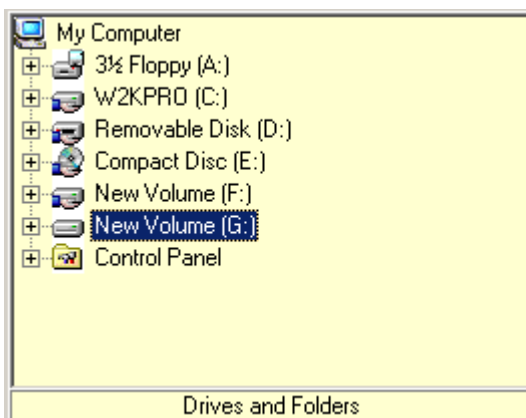 My Computer
3½ Floppy (A:)
W2KPRO (C:)
Removable Disk (D:)
Compact Disc (E:)
New Volume (F:)
New Volume (G:)
Control Panel
Drives and Folders